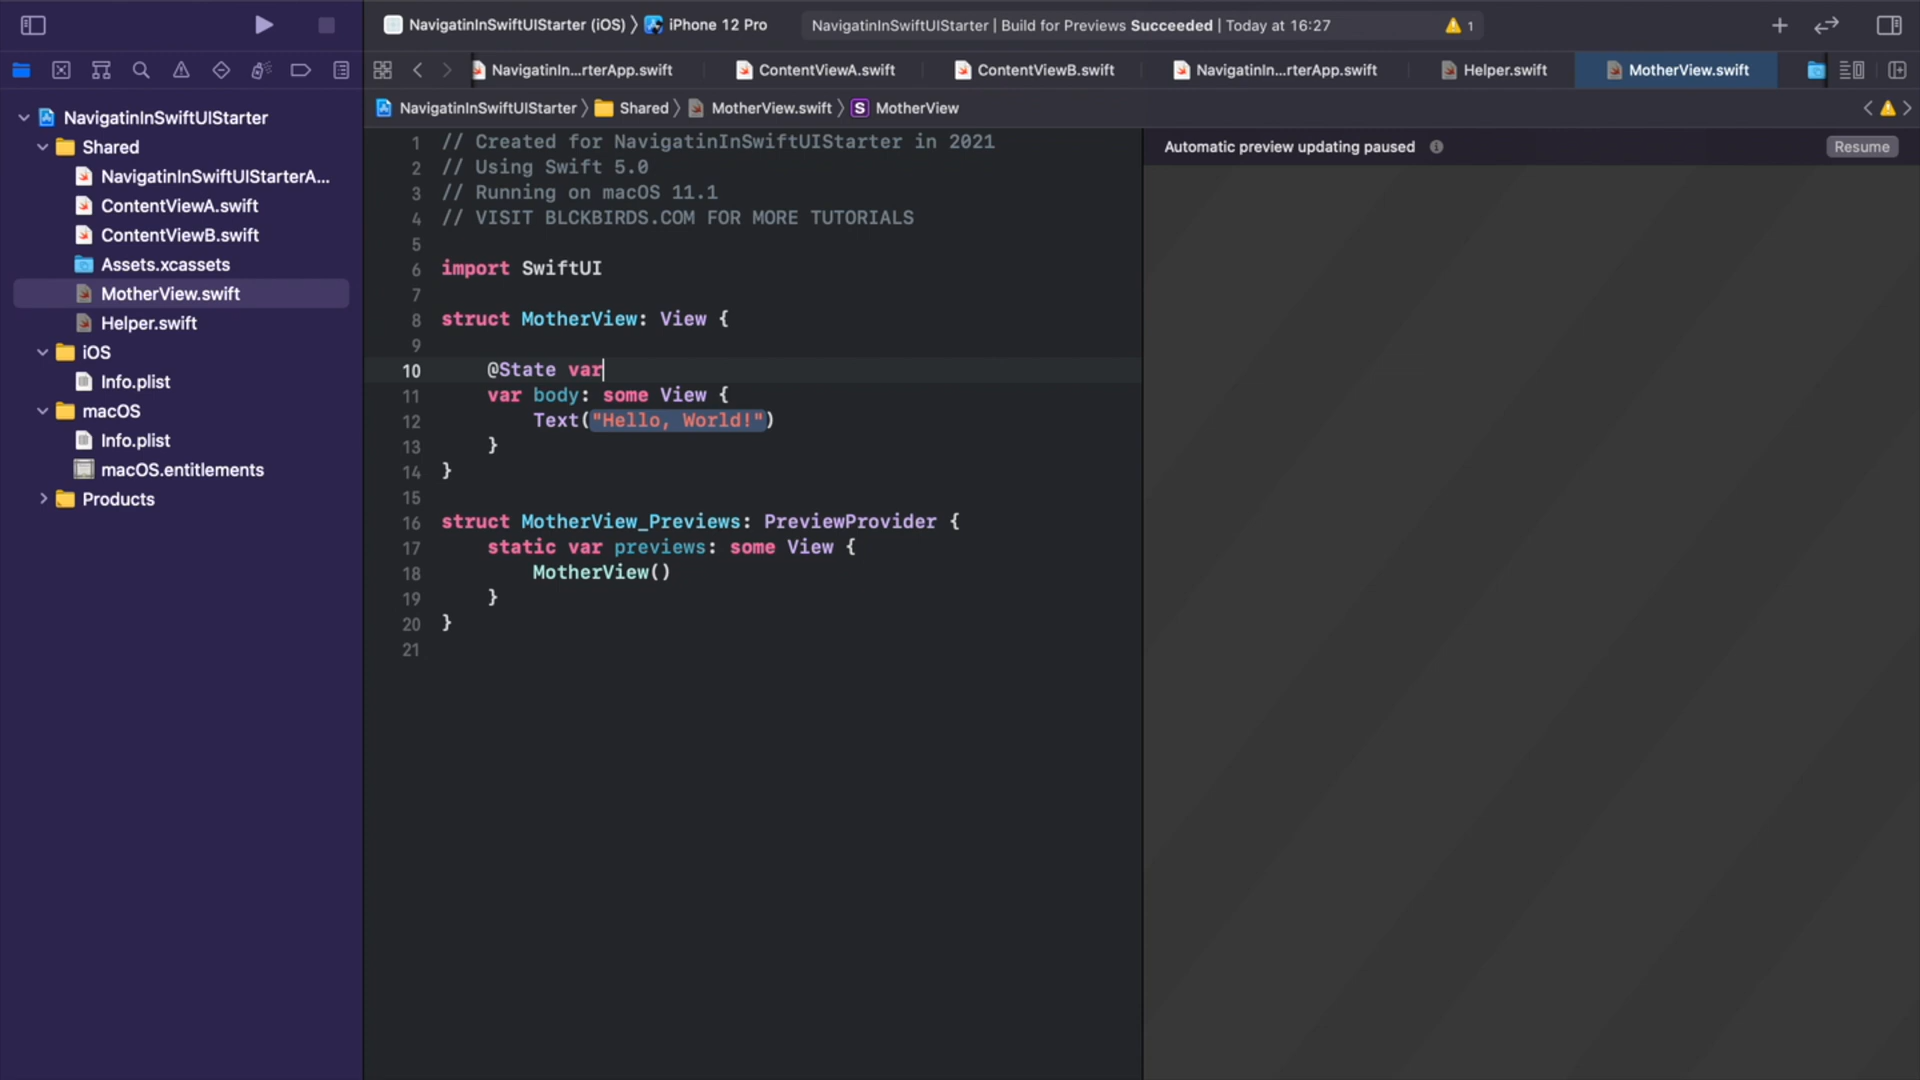 NavigatinInSwiftUIStarter (iOS) 〉 iPhone 12 Pro
NavigatinInSwiftUIStarter | Build for Previews Succeeded | Today at 16:27
1
NavigatinIn...rterApp.swift
ContentViewA.swift
ContentViewB.swift
NavigatinIn...rterApp.swift
Helper.swift
MotherView.swift
NavigatinInSwiftUIStarter 〉 Shared 〉 MotherView.swift 〉 S MotherView
NavigatinInSwiftUIStarter
Shared
NavigatinInSwiftUIStarterA...
ContentViewA.swift
ContentViewB.swift
Assets.xcassets
MotherView.swift
Helper.swift
iOS
Info.plist
macOS
Info.plist
macOS.entitlements
Products
1 // Created for NavigatinInSwiftUIStarter in 2021
2 // Using Swift 5.0
3 // Running on macOS 11.1
4 // VISIT BLCKBIRDS.COM FOR MORE TUTORIALS
5
6 import SwiftUI
7
8 struct MotherView: View {
9
10 @State var
11 var body: some View {
12 Text("Hello, World!")
13 }
14 }
15
16 struct MotherView_Previews: PreviewProvider {
17 static var previews: some View {
18 MotherView()
19 }
20 }
21
Automatic preview updating paused
Resume